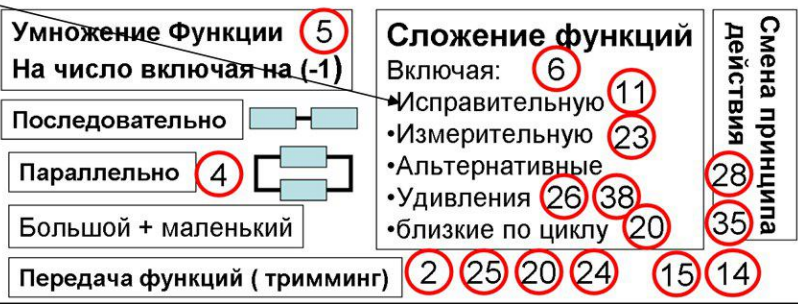 Умножение Функции 5
На число включая на (-1)
Последовательно
Параллельно 4
Большой + маленький
Сложение функций
Включая: 6
•Исправительную 11
•Измерительную 23
•Альтернативные
•Удивления 26 38
•близкие по циклу 20
Смена принципа
действия
28
35
Передача функций ( тримминг) 2 25 20 24 15 14